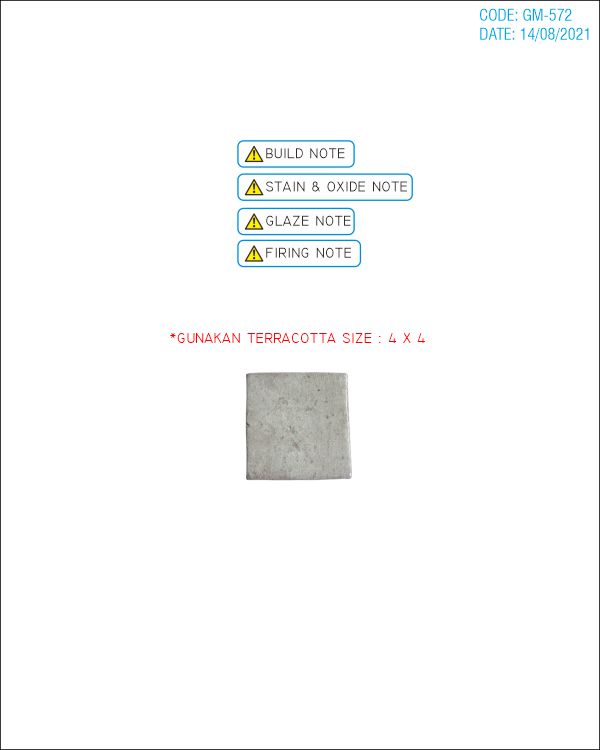 CODE: GM-572
DATE: 14/08/2021
BUILD NOTE
STAIN & OXIDE NOTE
GLAZE NOTE
FIRING NOTE
*GUNAKAN TERRACOTTA SIZE : 4 X 4